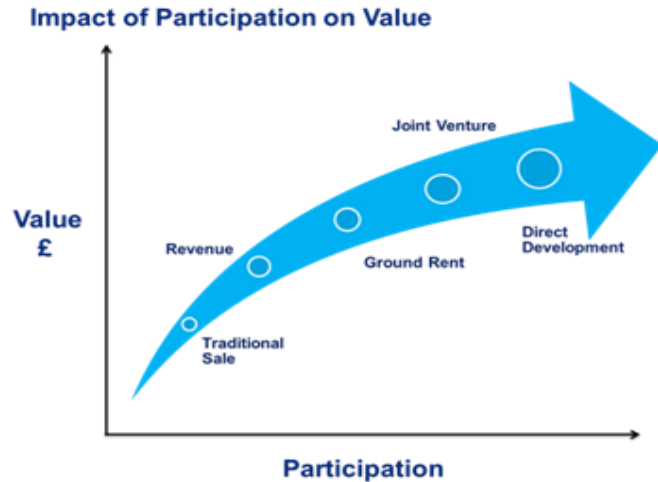 Impact of Participation on Value
Joint Venture
Value
£
Revenue
Ground Rent
Direct
Development
Traditional
Sale
Participation